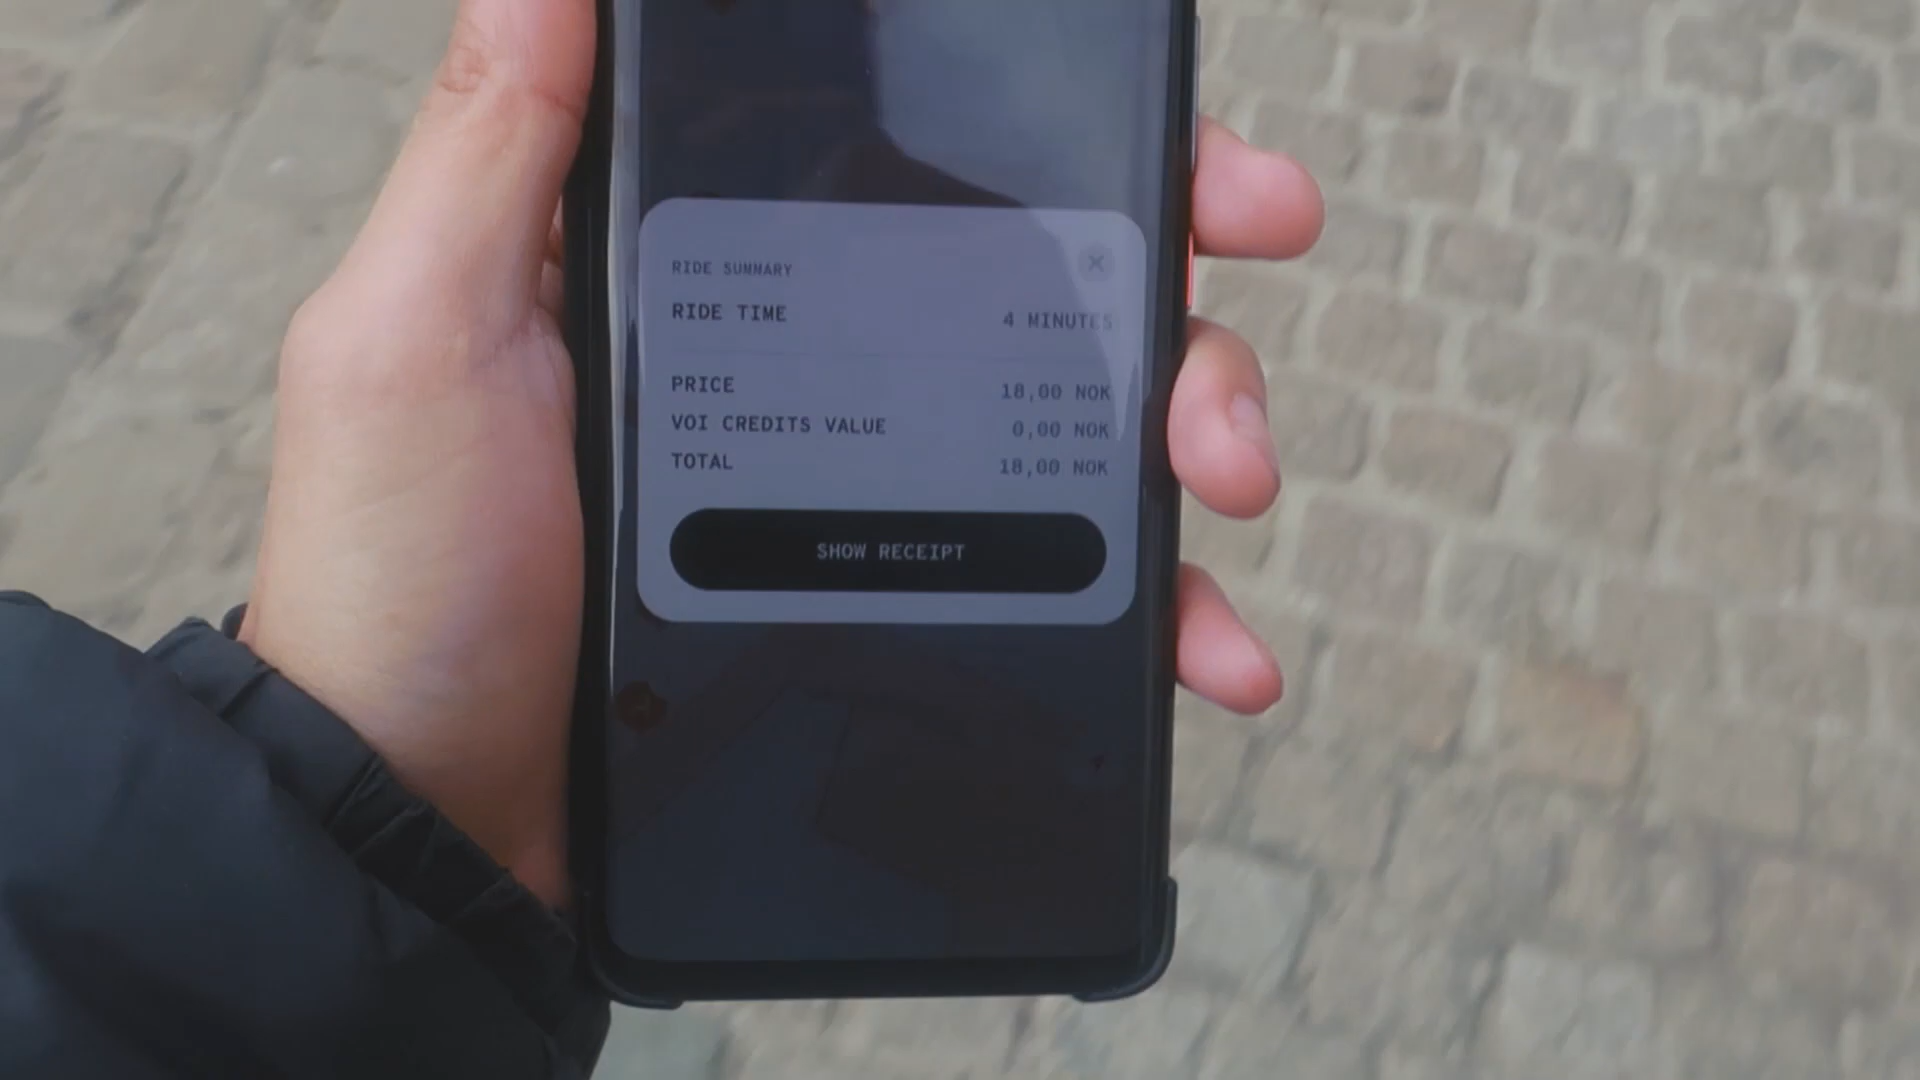 RIDE SUMMARY
RIDE TIME 4 MINUTES
PRICE 18,00 NOK
VOI CREDITS VALUE 0,00 NOK
TOTAL 18,00 NOK
SHOW RECEIPT